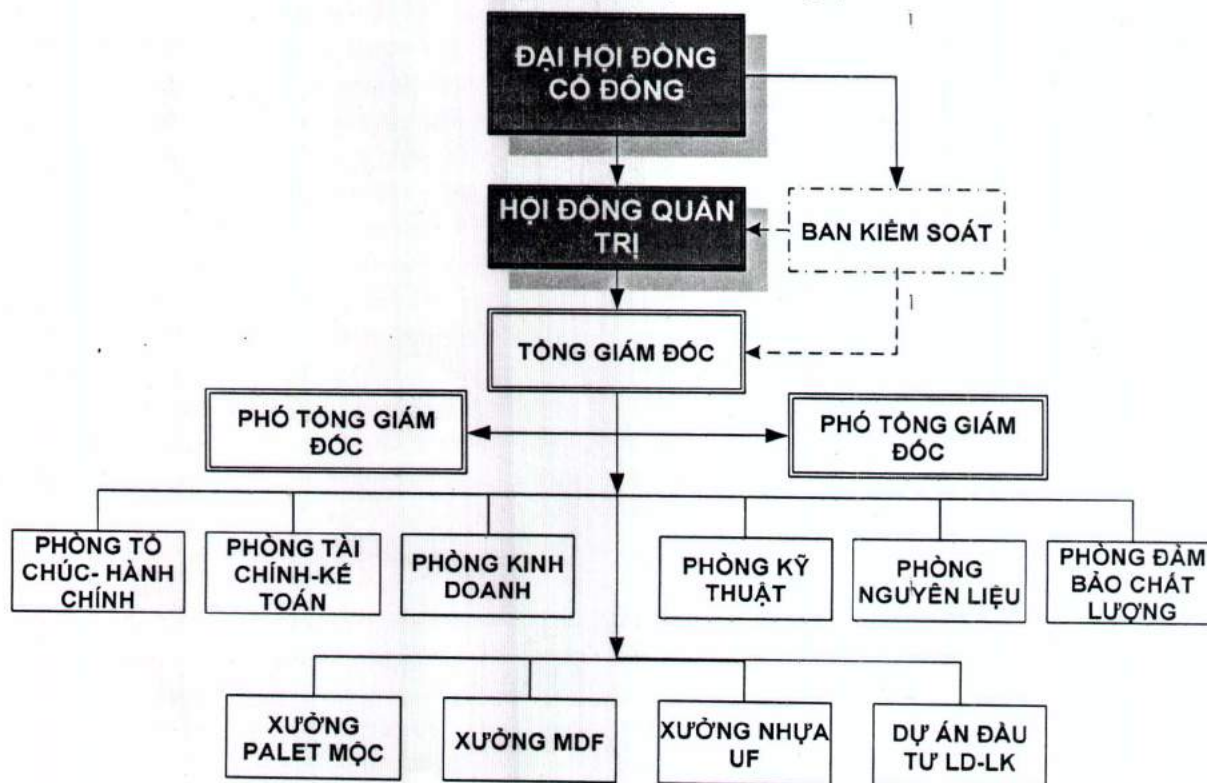 ĐẠI HỘI ĐỒNG
CỔ ĐÔNG
HỘI ĐỒNG QUẢN
TRỊ
BAN KIỂM SOÁT
TỔNG GIÁM ĐỐC
PHÓ TỔNG GIÁM
ĐỐC
PHÓ TỔNG GIÁM
ĐỐC
PHÒNG TỔ
CHÚC- HÀNH
CHÍNH
PHÒNG TÀI
CHÍNH-KẾ
TOÁN
PHÒNG KINH
DOANH
PHÒNG KỸ
THUẬT
PHÒNG
NGUYÊN LIỆU
PHÒNG ĐẢM
BẢO CHẤT
LƯỢNG
XƯỞNG
PALET MỘC
XƯỞNG MDF
XƯỞNG NHỰA
UF
DỰ ÁN ĐẦU
TƯ LD-LK